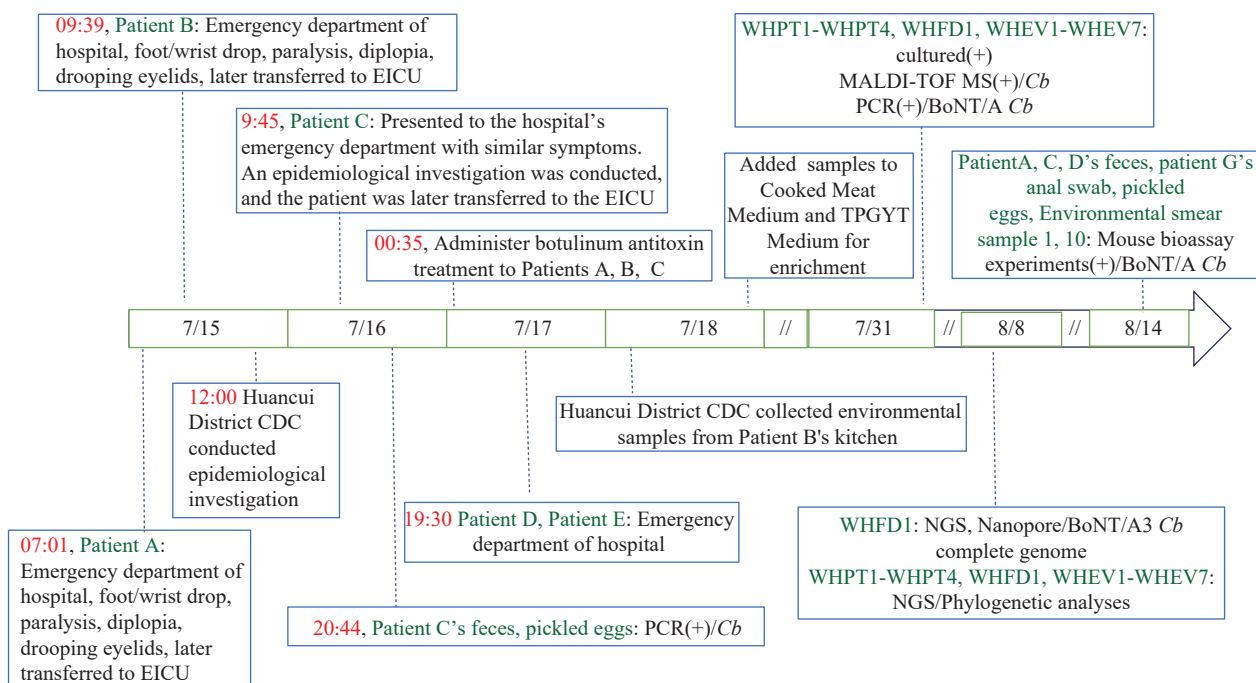 09:39, Patient B: Emergency department of
hospital, foot/wrist drop, paralysis, diplopia,
drooping eyelids, later transferred to EICU
9:45, Patient C: Presented to the hospital's
emergency department with similar symptoms.
An epidemiological investigation was conducted,
and the patient was later transferred to the EICU
00:35, Administer botulinum antitoxin
treatment to Patients A, B, C
Added samples to
Cooked Meat
Medium and TPGYT
Medium for
enrichment
WHPT1-WHPT4, WHFD1, WHEV1-WHEV7:
cultured(+)
MALDI-TOF MS(+)/Cb
PCR(+)/BoNT/A Cb
PatientA, C, D's feces, patient G's
anal swab, pickled
eggs, Environmental smear
sample 1, 10: Mouse bioassay
experiments(+)/BoNT/A Cb
7/15 7/16 7/17 7/18 // 7/31 // 8/8 // 8/14
07:01, Patient A:
Emergency department of
hospital, foot/wrist drop,
paralysis, diplopia,
drooping eyelids, later
transferred to EICU
12:00 Huancui
District CDC
conducted
epidemiological
investigation
20:44, Patient C's feces, pickled eggs: PCR(+)/Cb
19:30 Patient D, Patient E: Emergency
department of hospital
Huancui District CDC collected environmental
samples from Patient B's kitchen
WHFD1: NGS, Nanopore/BoNT/A3 Cb
complete genome
WHPT1-WHPT4, WHFD1, WHEV1-WHEV7:
NGS/Phylogenetic analyses